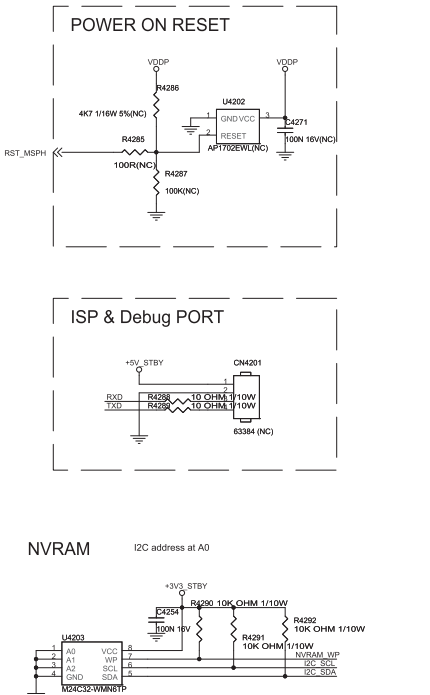 POWER ON RESET
VDDP
VDDP
R4286
4K7 1/16W 5%(NC)
U4202
1 GND VCC 3
2 RESET
AP1702EWL(NC)
C4271
100N 16V(NC)
R4285
RST_MSPH
100R(NC)
R4287
100K(NC)
ISP & Debug PORT
+5V_STBY
CN4201
1
2
RXD R4288 10 OHM 1/10W
TXD R4289 10 OHM 1/10W
63384 (NC)
NVRAM
I2C address at A0
+3V3_STBY
C4254
100N 16V
R4290 10K OHM 1/10W
R4292
10K OHM 1/10W
R4291
10K OHM 1/10W
U4203
1 A0 VCC 8
2 A1 WP 7 NVRAM_WP
3 A2 SCL 6 I2C_SCL
4 GND SDA 5 I2C_SDA
M24C32-WMN6TP